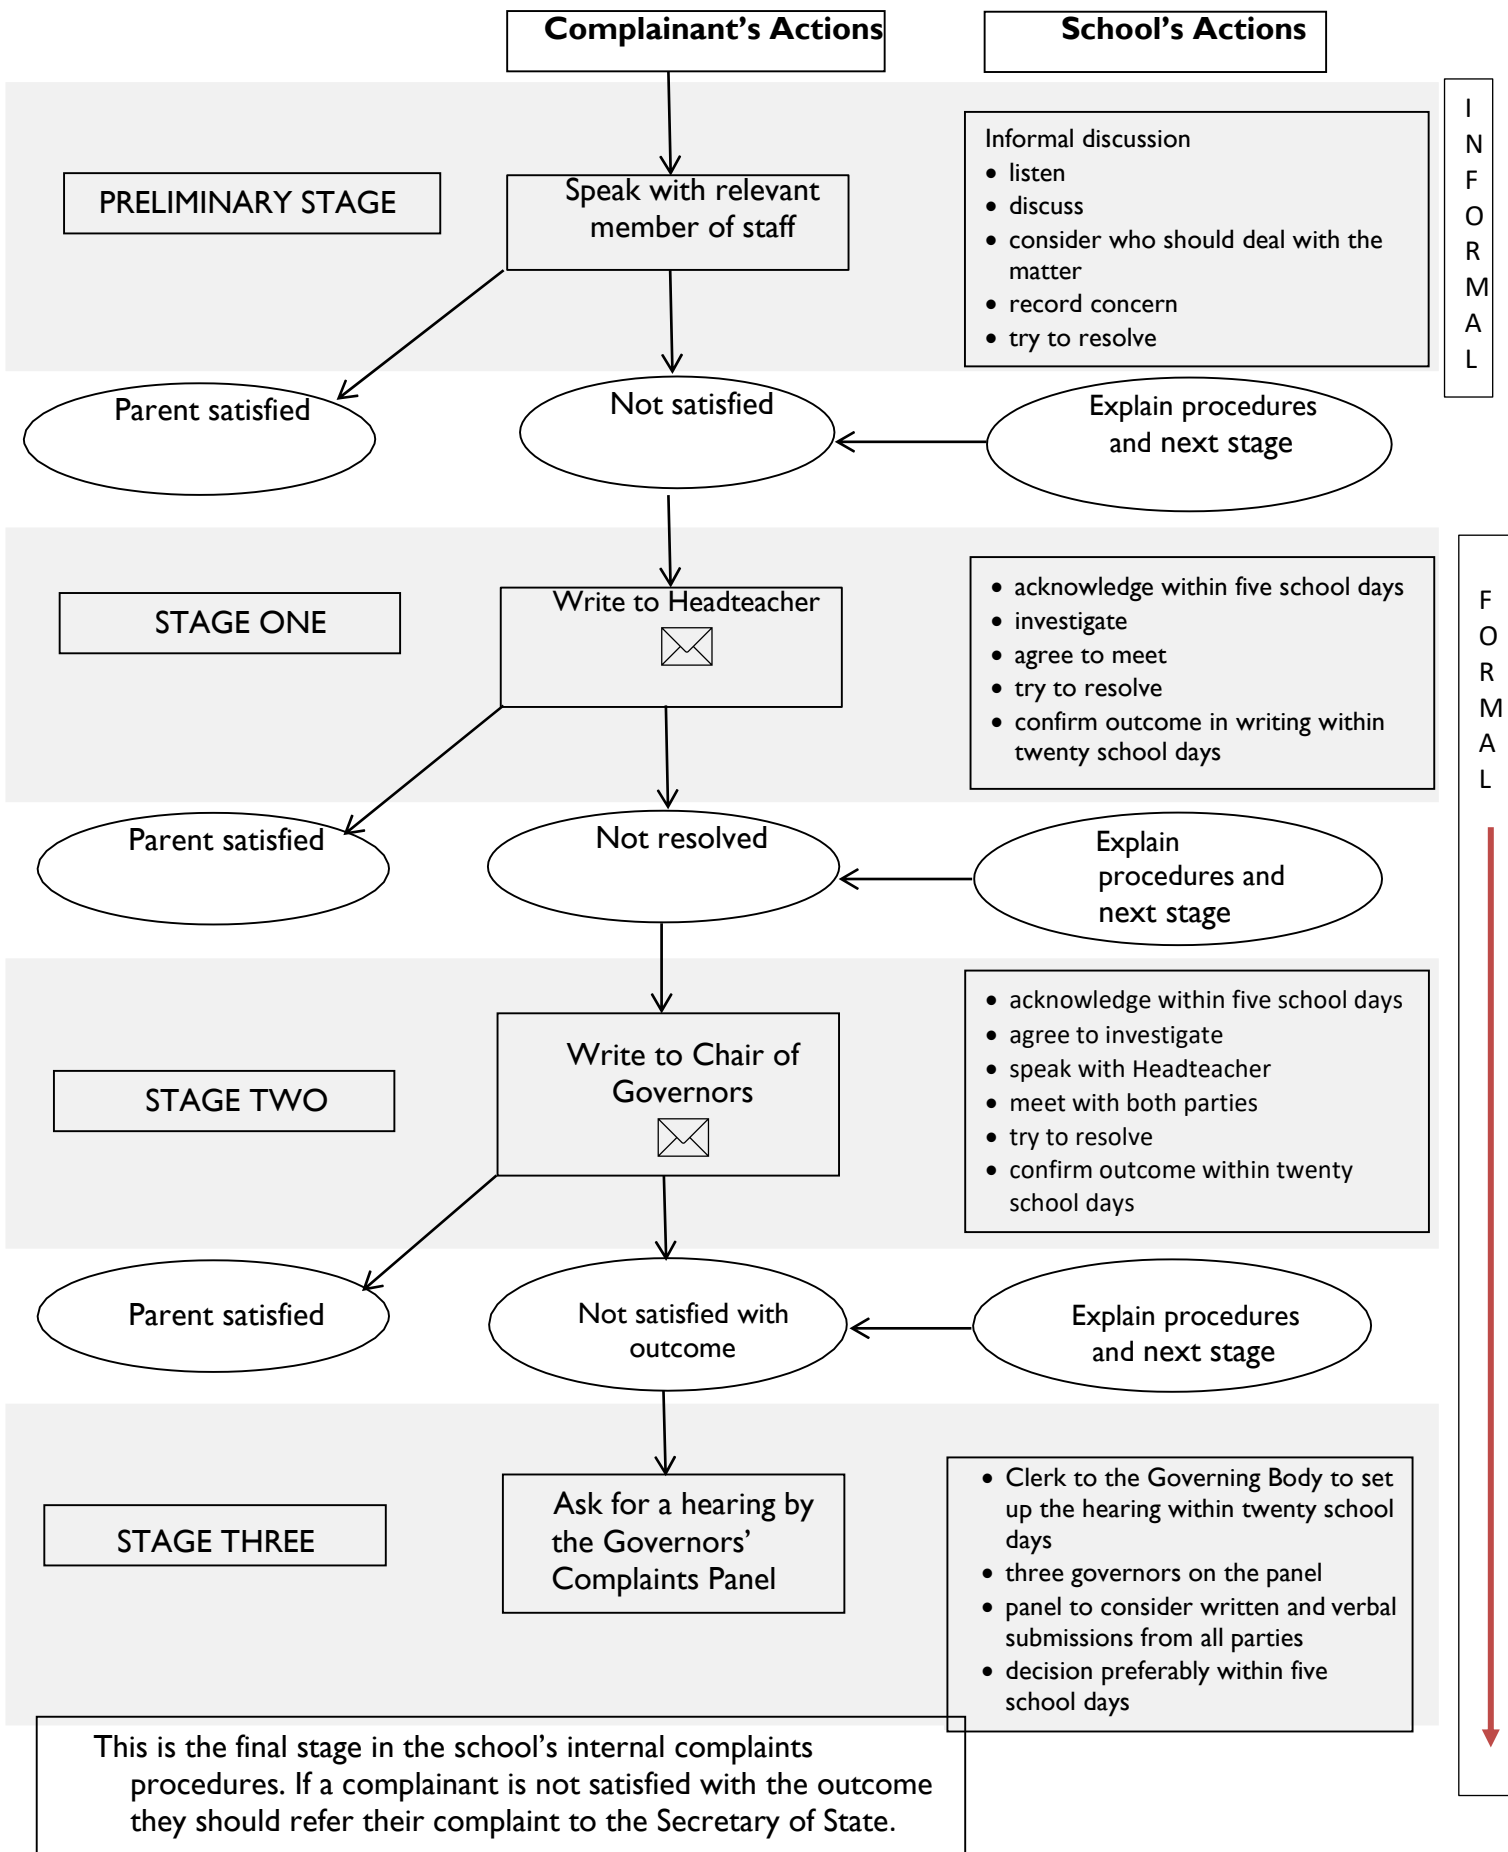 Complainant’s Actions
School’s Actions
I
N
F
O
R
M
A
L
PRELIMINARY STAGE
Speak with relevant
member of staff
Informal discussion
• listen
• discuss
• consider who should deal with the
matter
• record concern
• try to resolve
Parent satisfied
Not satisfied
Explain procedures
and next stage
F
O
R
M
A
L
STAGE ONE
Write to Headteacher
• acknowledge within five school days
• investigate
• agree to meet
• try to resolve
• confirm outcome in writing within
twenty school days
Parent satisfied
Not resolved
Explain
procedures and
next stage
STAGE TWO
Write to Chair of
Governors
• acknowledge within five school days
• agree to investigate
• speak with Headteacher
• meet with both parties
• try to resolve
• confirm outcome within twenty
school days
Parent satisfied
Not satisfied with
outcome
Explain procedures
and next stage
STAGE THREE
Ask for a hearing by
the Governors’
Complaints Panel
• Clerk to the Governing Body to set
up the hearing within twenty school
days
• three governors on the panel
• panel to consider written and verbal
submissions from all parties
• decision preferably within five
school days
This is the final stage in the school’s internal complaints
procedures. If a complainant is not satisfied with the outcome
they should refer their complaint to the Secretary of State.